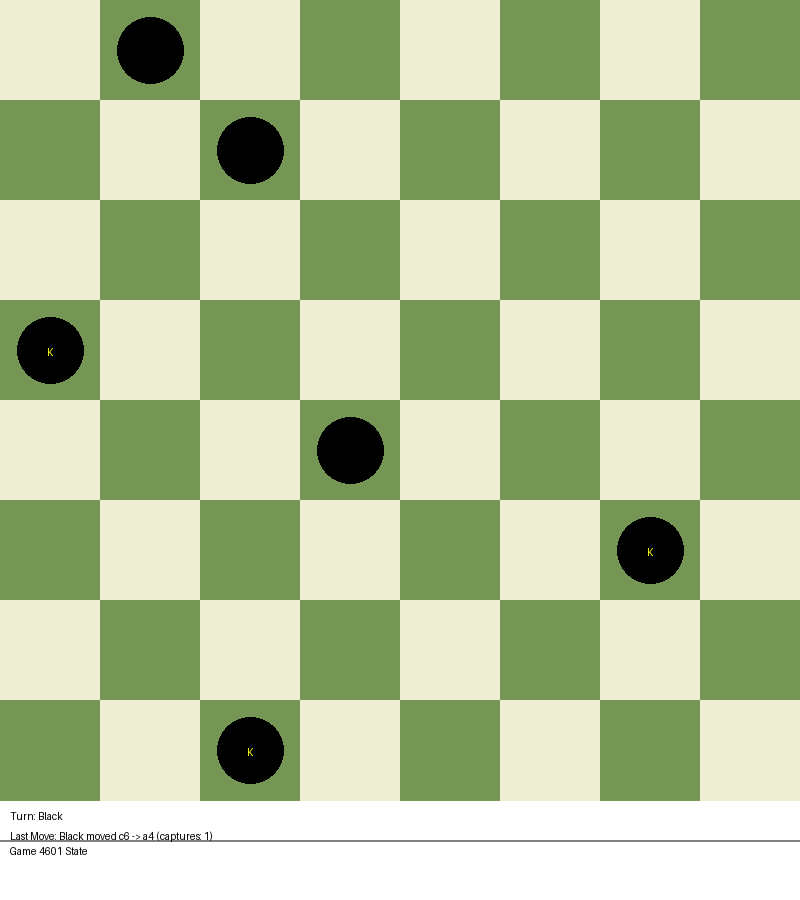 K
K
K
Turn: Black
Last Move: Black moved c6 -> a4 (captures: 1)
Game 4601 State